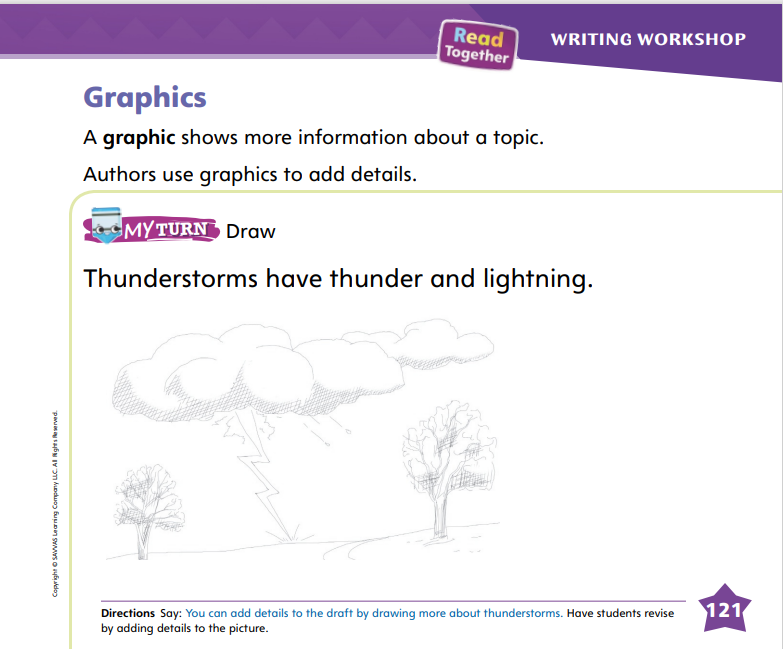 Read
Together
WRITING WORKSHOP
Graphics
A graphic shows more information about a topic.
Authors use graphics to add details.
MY TURN Draw
Thunderstorms have thunder and lightning.
Copyright © SAVVAS Learning Company LLC. All Rights Reserved.
Directions Say: You can add details to the draft by drawing more about thunderstorms. Have students revise
by adding details to the picture.
121